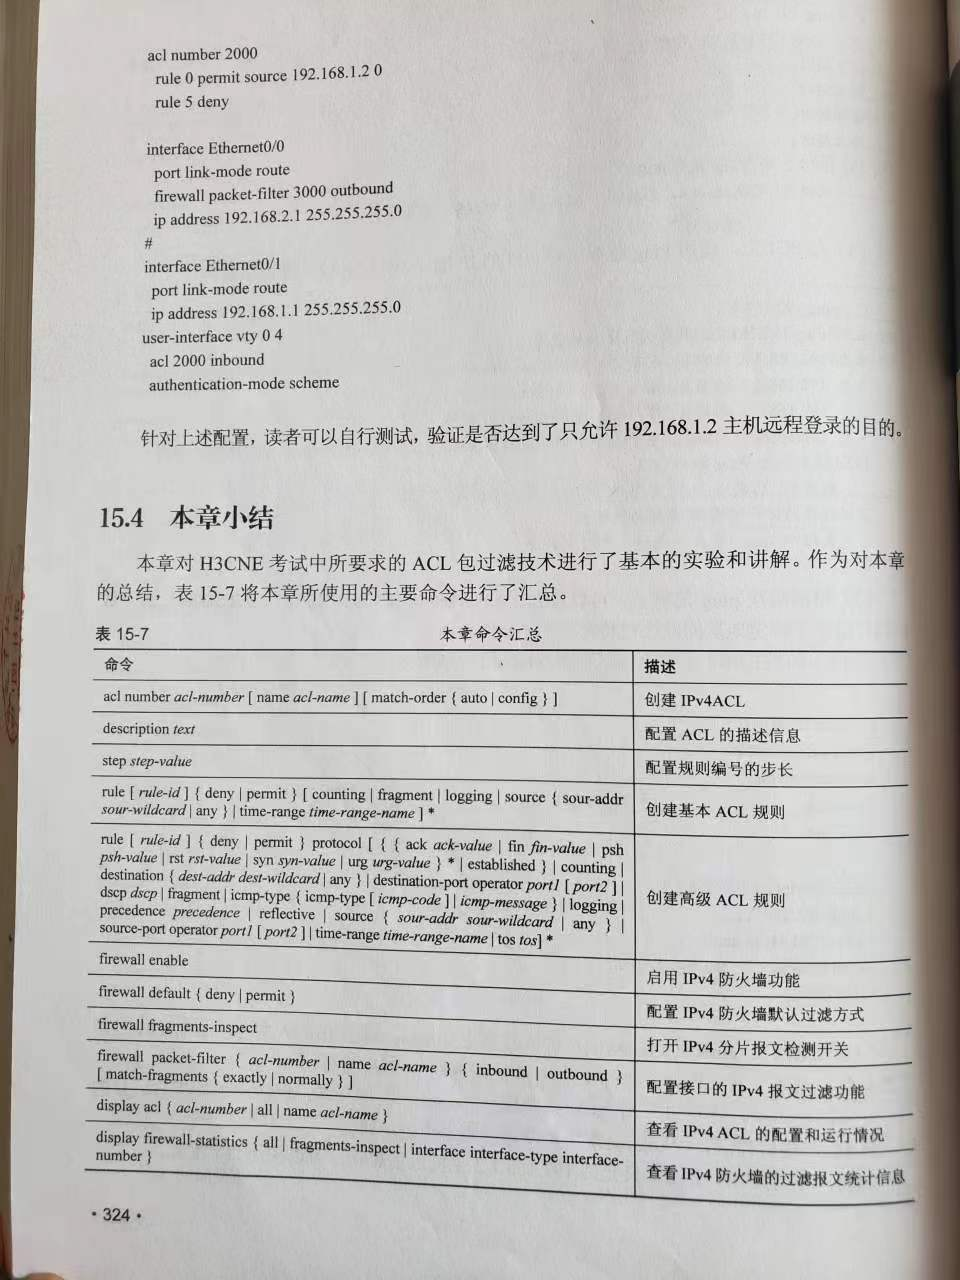 acl number 2000
rule 0 permit source 192.168.1.2 0
rule 5 deny
interface Ethernet0/0
port link-mode route
firewall packet-filter 3000 outbound
ip address 192.168.2.1 255.255.255.0
#
interface Ethernet0/1
port link-mode route
ip address 192.168.1.1 255.255.255.0
user-interface vty 0 4
acl 2000 inbound
authentication-mode scheme
针对上述配置，读者可以自行测试，验证是否达到了只允许 192.168.1.2 主机远程登录的目的。
15.4 本章小结
本章对 H3CNE 考试中所要求的 ACL 包过滤技术进行了基本的实验和讲解。作为对本章
的总结，表 15-7 将本章所使用的主要命令进行了汇总。
表 15-7 本章命令汇总
命令 描述
acl number acl-number [ name acl-name ] [ match-order { auto | config } ] 创建 IPv4ACL
description text 配置 ACL 的描述信息
step step-value 配置规则编号的步长
rule [ rule-id ] { deny | permit } [ counting | fragment | logging | source { sour-addr
sour-wildcard | any } | time-range time-range-name ] *
创建基本 ACL 规则
rule [ rule-id ] { deny | permit } protocol [ { { ack ack-value | fin fin-value | psh
psh-value | rst rst-value | syn syn-value | urg urg-value } * | established } | counting |
destination { dest-addr dest-wildcard | any } | destination-port operator port1 [ port2 ] |
dscp dscp | fragment | icmp-type { icmp-type [ icmp-code ] | icmp-message } | logging |
precedence precedence | reflective | source { sour-addr sour-wildcard | any } |
source-port operator port1 [ port2 ] | time-range time-range-name | tos tos] *
创建高级 ACL 规则
firewall enable 启用 IPv4 防火墙功能
firewall default { deny | permit } 配置 IPv4 防火墙默认过滤方式
firewall fragments-inspect 打开 IPv4 分片报文检测开关
firewall packet-filter { acl-number | name acl-name } { inbound | outbound }
[ match-fragments { exactly | normally } ]
配置接口的 IPv4 报文过滤功能
display acl { acl-number | all | name acl-name } 查看 IPv4 ACL 的配置和运行情况
display firewall-statistics { all | fragments-inspect | interface interface-type interface-
number }
查看 IPv4 防火墙的过滤报文统计信息
·324·